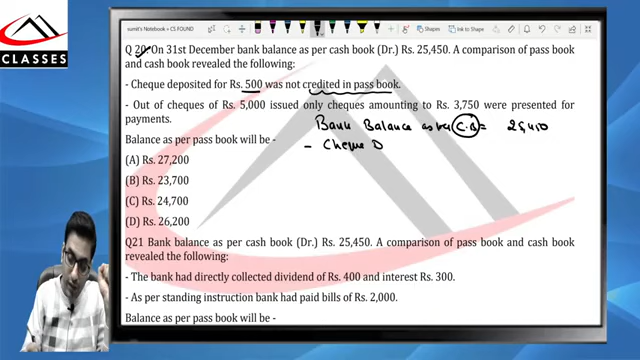 sumit's Notebook » CS FOUND
Shapes
Ink to Shape
CLASSES
Q 20 On 31st December bank balance as per cash book (Dr.) Rs. 25,450. A comparison of pass book
and cash book revealed the following:
- Cheque deposited for Rs. 500 was not credited in pass book.
- Out of cheques of Rs. 5,000 issued only cheques amounting to Rs. 3,750 were presented for
payments.
Bank Balance as per C.B = 25,450
Balance as per pass book will be -
- Cheque D
(A) Rs. 27,200
(B) Rs. 23,700
(C) Rs. 24,700
(D) Rs. 26,200
Q21 Bank balance as per cash book (Dr.) Rs. 25,450. A comparison of pass book and cash book
revealed the following:
- The bank had directly collected dividend of Rs. 400 and interest Rs. 300.
- As per standing instruction bank had paid bills of Rs. 2,000.
Balance as per pass book will be -